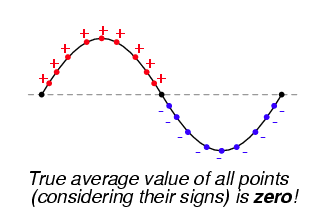 + + + + + + + + +
- - - - - - - - -
True average value of all points
(considering their signs) is zero!